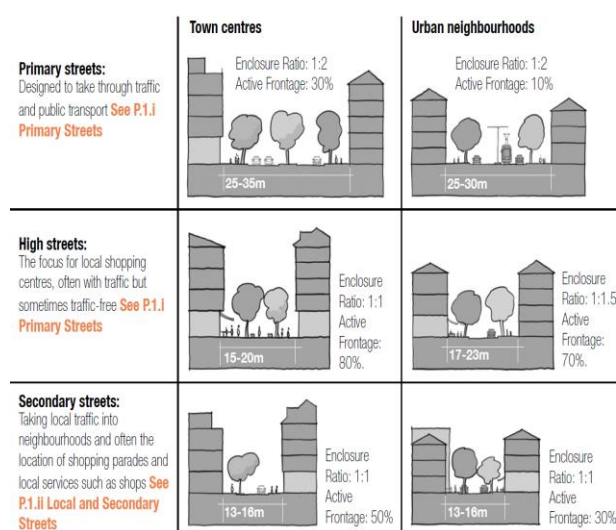 Town centres
Urban neighbourhoods
Primary streets:
Designed to take through traffic
and public transport See P.1.i
Primary Streets
Enclosure Ratio: 1:2
Active Frontage: 30%
25-35m
Enclosure Ratio: 1:2
Active Frontage: 10%
25-30m
High streets:
The focus for local shopping
centres, often with traffic but
sometimes traffic-free See P.1.i
Primary Streets
Enclosure
Ratio: 1:1
Active
Frontage:
80%.
15-20m
Enclosure
Ratio: 1:1.5
Active
Frontage:
70%.
17-23m
Secondary streets:
Taking local traffic into
neighbourhoods and often the
location of shopping parades and
local services such as shops See
P.1.ii Local and Secondary
Streets
Enclosure
Ratio: 1:1
Active
Frontage: 50%
13-16m
Enclosure
Ratio: 1:1
Active
Frontage: 30%
13-16m